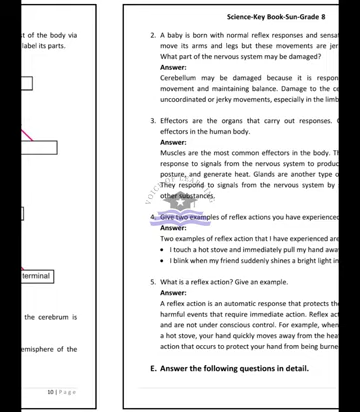 t of the body via
label its parts.
terminal
the cerebrum is
emisphere of the
10 | P a g e
Science-Key Book-Sun-Grade 8
2. A baby is born with normal reflex responses and sensa
move its arms and legs but these movements are jer
What part of the nervous system may be damaged?
Answer:
Cerebellum may be damaged because it is respon
movement and maintaining balance. Damage to the ce
uncoordinated or jerky movements, especially in the limb
3. Effectors are the organs that carry out responses.
effectors in the human body.
Answer:
Muscles are the most common effectors in the body. T
response to signals from the nervous system to produc
posture, and generate heat. Glands are another type o
They respond to signals from the nervous system by
other substances.
VOICE OF LEARNERS
4. Give two examples of reflex actions you have experienced
Answer:
Two examples of reflex action that I have experienced are
• I touch a hot stove and immediately pull my hand awa
• I blink when my friend suddenly shines a bright light in
5. What is a reflex action? Give an example.
Answer:
A reflex action is an automatic response that protects the
harmful events that require immediate action. Reflex act
and are not under conscious control. For example, when
a hot stove, your hand quickly moves away from the hea
action that occurs to protect your hand from being burne
E. Answer the following questions in detail.